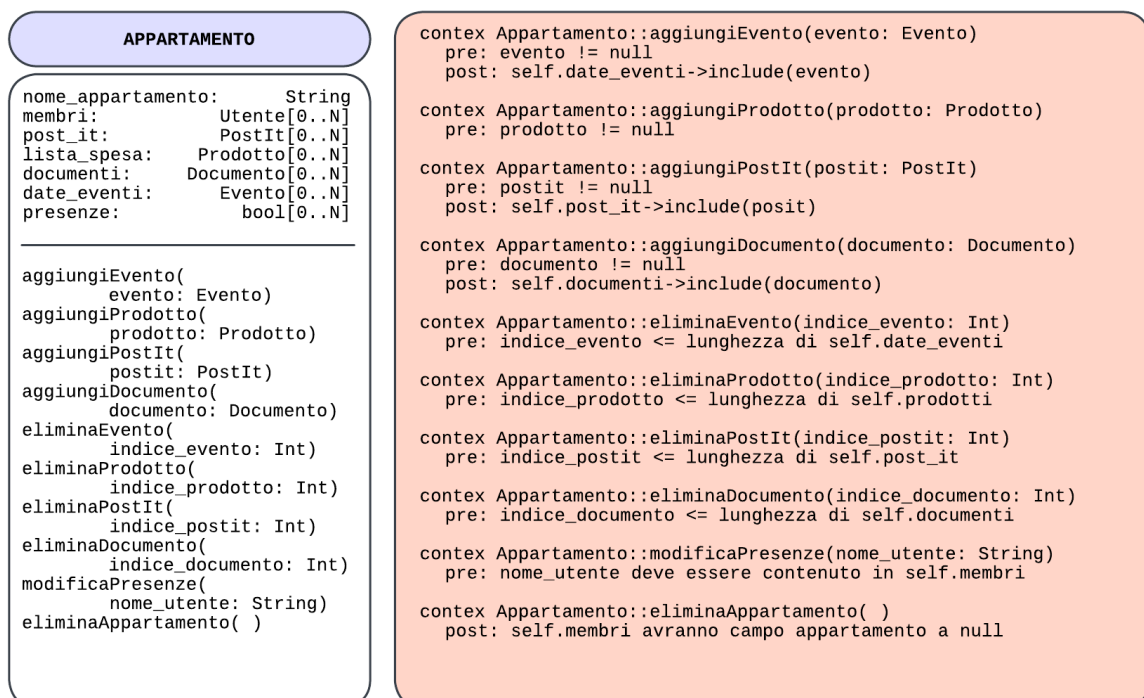 APPARTAMENTO
nome_appartamento: String
membri: Utente[0..N]
post_it: PostIt[0..N]
lista_spesa: Prodotto[0..N]
documenti: Documento[0..N]
date_eventi: Evento[0..N]
presenze: bool[0..N]
aggiungiEvento(
evento: Evento)
aggiungiProdotto(
prodotto: Prodotto)
aggiungiPostIt(
postit: PostIt)
aggiungiDocumento(
documento: Documento)
eliminaEvento(
indice_evento: Int)
eliminaProdotto(
indice_prodotto: Int)
eliminaPostIt(
indice_postit: Int)
eliminaDocumento(
indice_documento: Int)
modificaPresenze(
nome_utente: String)
eliminaAppartamento( )
contex Appartamento::aggiungiEvento(evento: Evento)
pre: evento != null
post: self.date_eventi->include(evento)
contex Appartamento::aggiungiProdotto(prodotto: Prodotto)
pre: prodotto != null
contex Appartamento::aggiungiPostIt(postit: PostIt)
pre: postit != null
post: self.post_it->include(posit)
contex Appartamento::aggiungiDocumento(documento: Documento)
pre: documento != null
post: self.documenti->include(documento)
contex Appartamento::eliminaEvento(indice_evento: Int)
pre: indice_evento <= lunghezza di self.date_eventi
contex Appartamento::eliminaProdotto(indice_prodotto: Int)
pre: indice_prodotto <= lunghezza di self.prodotti
contex Appartamento::eliminaPostIt(indice_postit: Int)
pre: indice_postit <= lunghezza di self.post_it
contex Appartamento::eliminaDocumento(indice_documento: Int)
pre: indice_documento <= lunghezza di self.documenti
contex Appartamento::modificaPresenze(nome_utente: String)
pre: nome_utente deve essere contenuto in self.membri
contex Appartamento::eliminaAppartamento( )
post: self.membri avranno campo appartamento a null